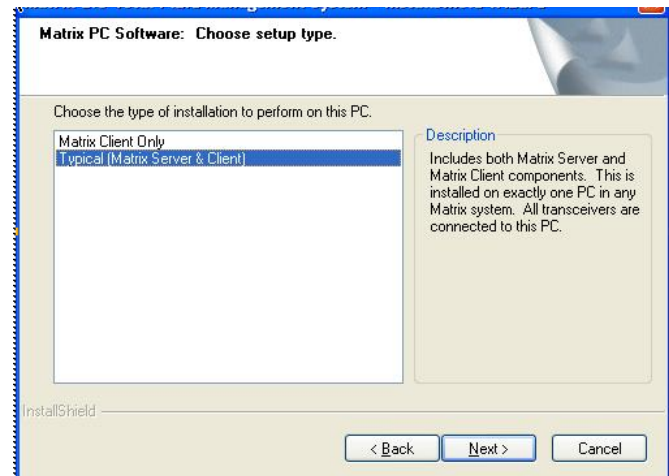 Matrix PC Software: Choose setup type.
Choose the type of installation to perform on this PC.
Matrix Client Only
Typical (Matrix Server & Client)
Description
Includes both Matrix Server and
Matrix Client components. This is
installed on exactly one PC in any
Matrix system. All transceivers are
connected to this PC.
InstallShield
< Back
Next >
Cancel